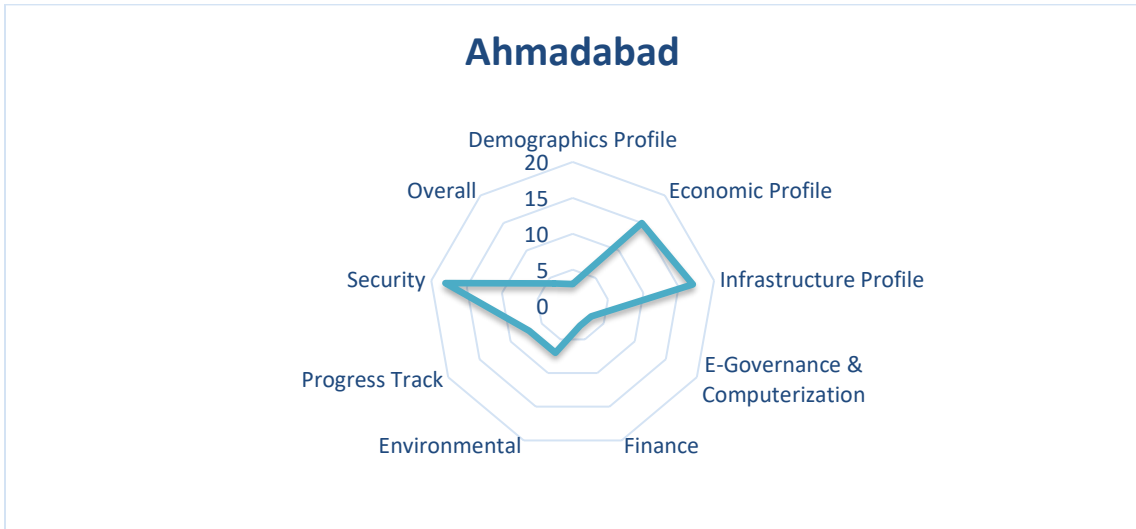 Ahmadabad
Demographics Profile
20
Overall
15
Economic Profile
10
Security
5
Infrastructure Profile
0
E-Governance &
Computerization
Progress Track
Environmental
Finance